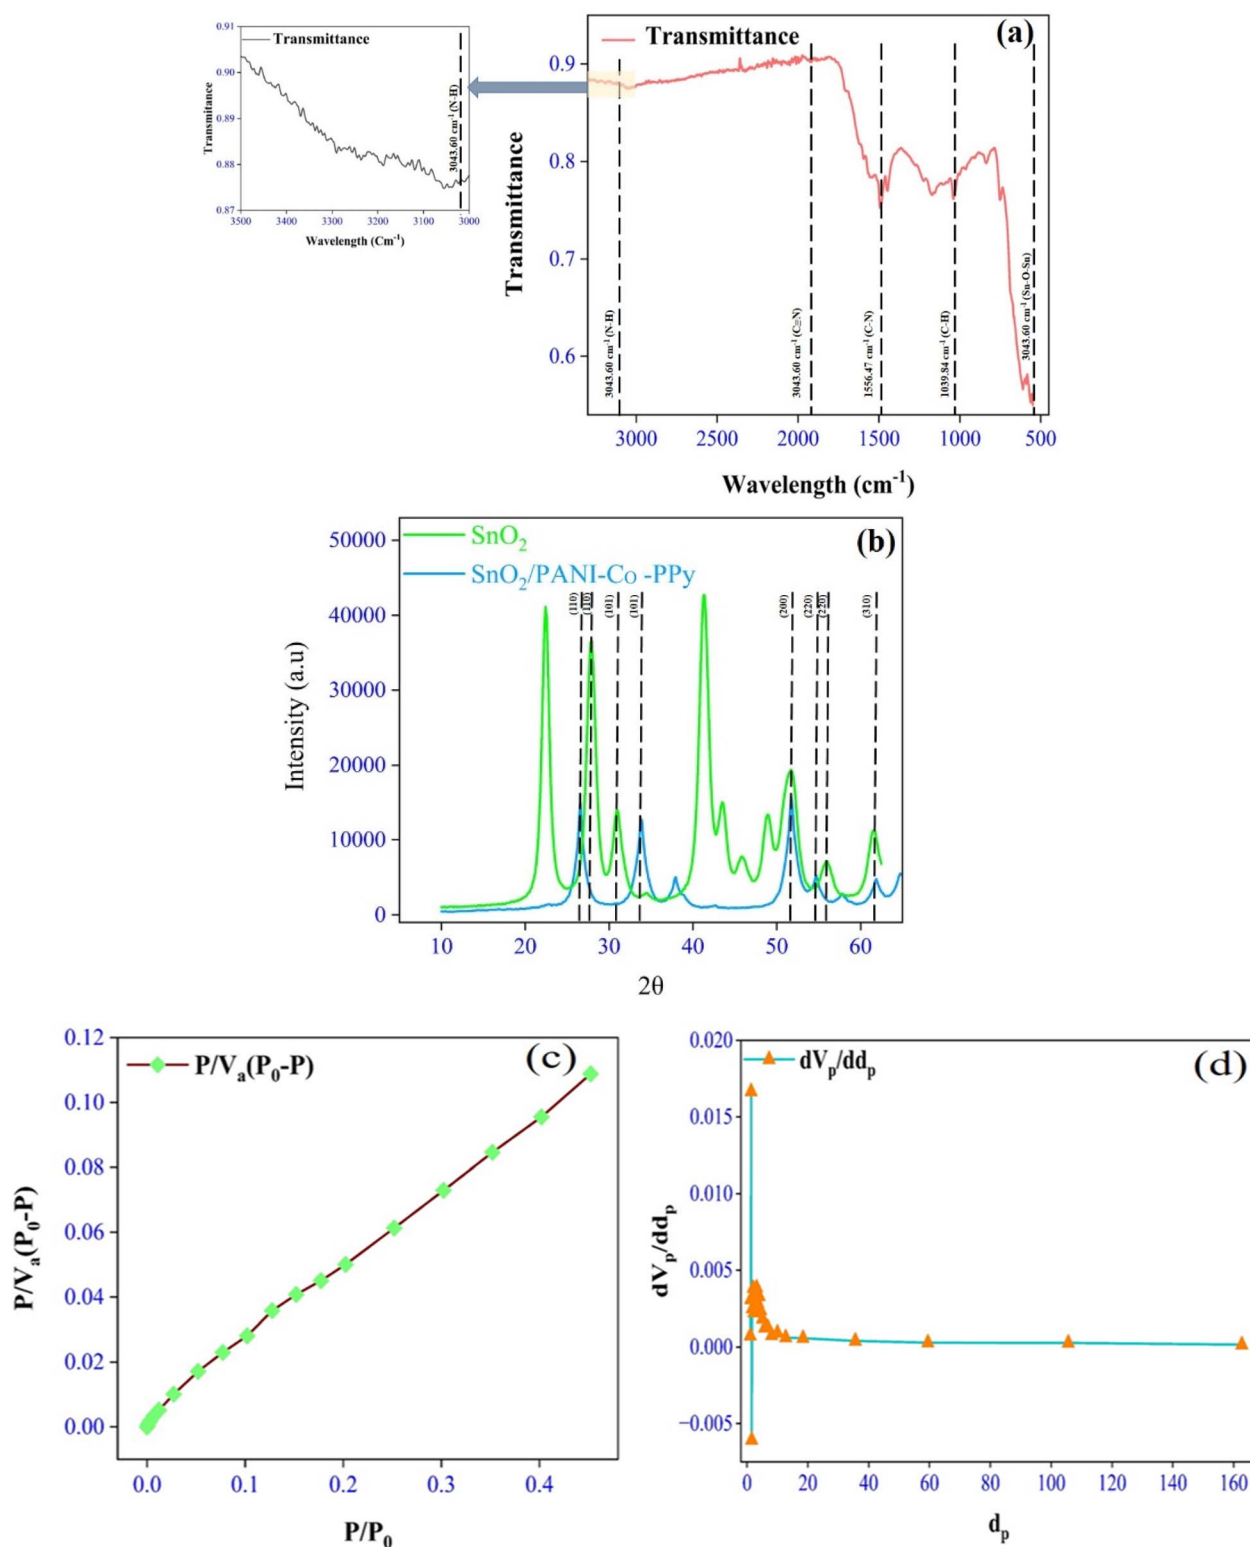 Transmittance
0.91
0.90
0.89
0.88
0.87
Transmitance
3043.60 cm-1 (N-H)
3500 3400 3300 3200 3100 3000
Wavelength (Cm-1)
(a)
Transmittance
0.9
0.8
0.7
0.6
Transmittance
3043.60 cm-1 (N-H)
3043.60 cm-1 (C=N)
1556.47 cm-1 (C-N)
1039.84 cm-1 (C-H)
3043.60 cm-1 (Sn-O-Sn)
3000 2500 2000 1500 1000 500
Wavelength (cm-1)
(b)
SnO2
SnO2/PANI-Co -PPy
50000
40000
30000
20000
10000
0
Intensity (a.u)
(110) (110) (101) (101) (200) (220) (220) (310)
10 20 30 40 50 60
2θ
(c)
P/Va(P0-P)
0.12
0.10
0.08
0.06
0.04
0.02
0.00
P/Va(P0-P)
0.0 0.1 0.2 0.3 0.4
P/P0
(d)
dVp/ddp
0.020
0.015
0.010
0.005
0.000
−0.005
dVp/ddp
0 20 40 60 80 100 120 140 160
dp